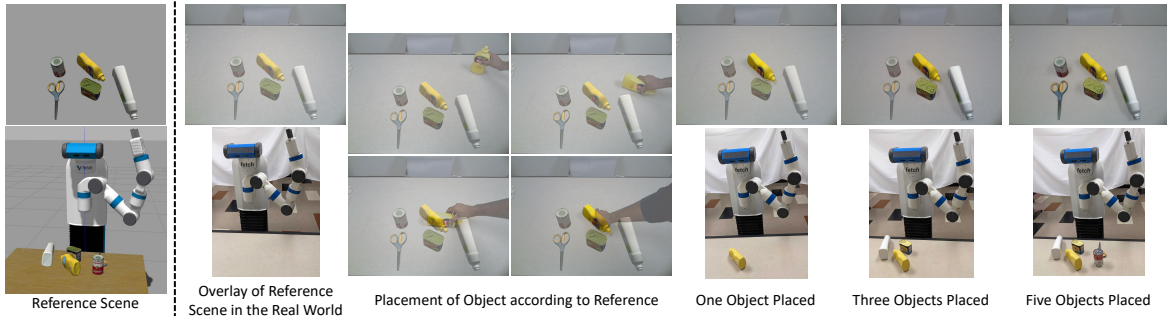 fetch
fetch
fetch
fetch
Reference Scene
Overlay of Reference
Scene in the Real World
Placement of Object according to Reference
One Object Placed
Three Objects Placed
Five Objects Placed